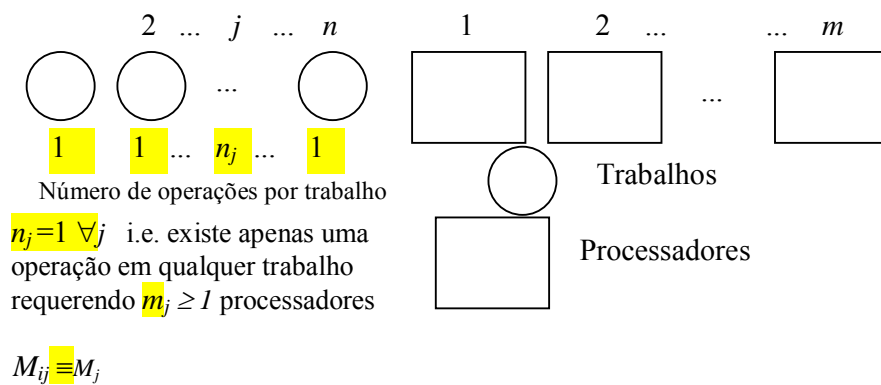 2 ... j ... n 1 2 ... ... m
... ...
1 1 ... nⱼ ... 1
Número de operações por trabalho
Trabalhos
nⱼ=1 ∀j i.e. existe apenas uma
operação em qualquer trabalho
requerendo mⱼ ≥ 1 processadores
Processadores
Mᵢⱼ ≡Mⱼ